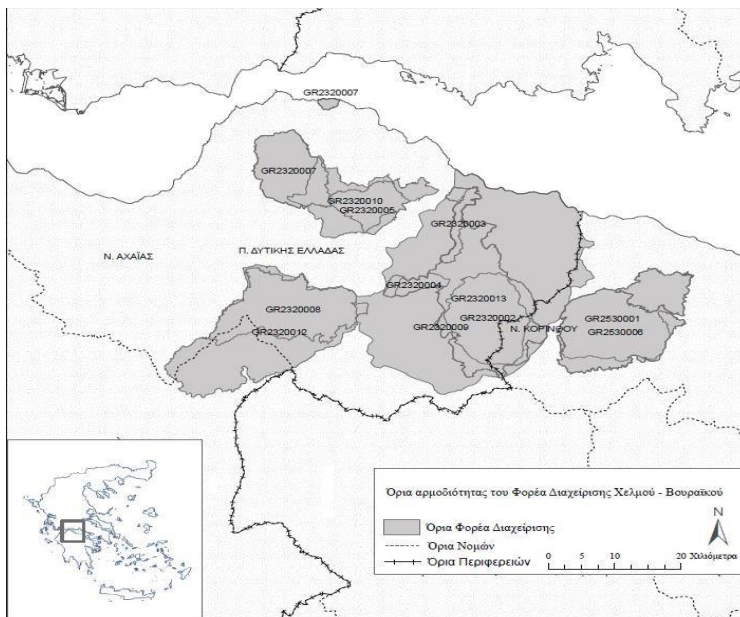 GR2320007
GR2320007
GR2320010
GR2320005
GR2320003
Ν. ΑΧΑΪΑΣ
Π. ΔΥΤΙΚΗΣ ΕΛΛΑΔΑΣ
GR2320004
GR2320013
GR2320008
GR2320002
GR2530001
GR2320012
GR2320009
Ν. ΚΟΡΙΝΘΟΥ
GR2530006
Όρια αρμοδιότητας του Φορέα Διαχείρισης Χελμού - Βουραϊκού
Όρια Φορέα Διαχείρισης
Όρια Νομών
Όρια Περιφερειών
N
0 5 10 20 Χιλιόμετρα